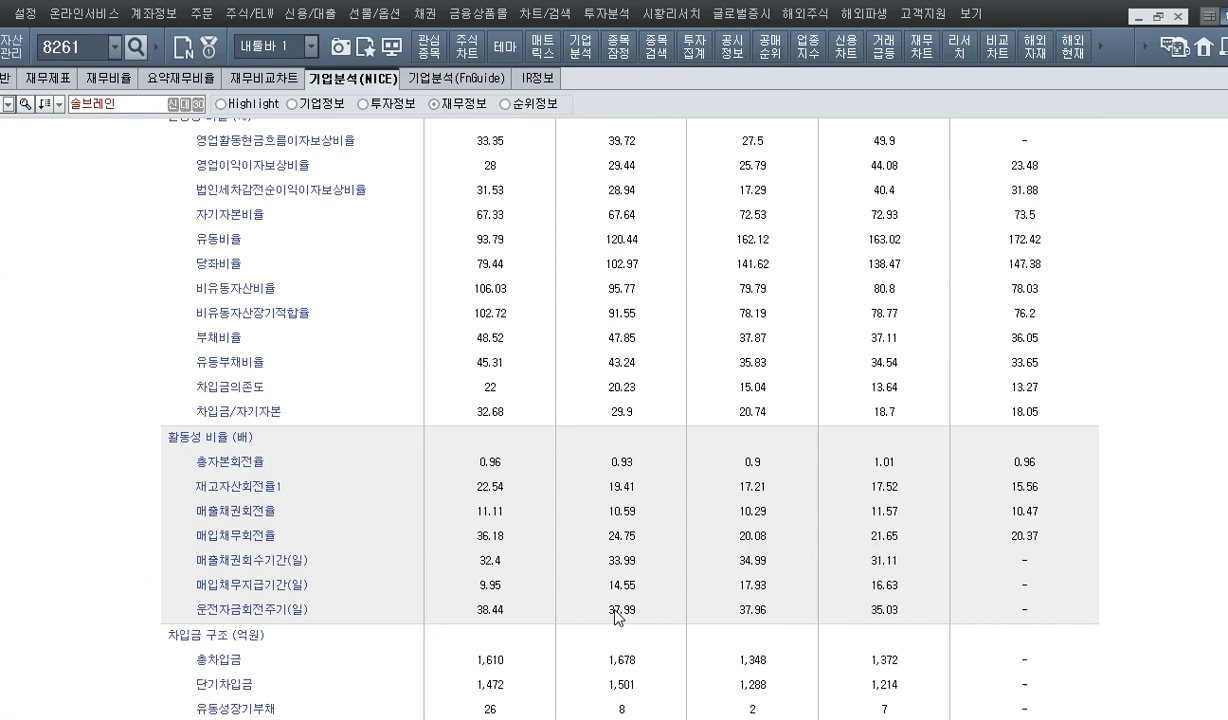 설정 온라인서비스 계좌정보 주문 주식/ELW 신용/대출 선물/옵션 채권 금융상품몰 차트/검색 투자분석 시황리서치 글로벌증시 해외주식 해외파생 고객지원 보기
자산관리 8261 내툴바 1 관심종목 주식차트 테마 매트릭스 기업분석 종목잠정 종목검색 투자집계 공시정보 공매순위 업종지수 신용차트 거래급등 재무차트 리서치 비교차트 해외지재 해외현재
반 재무제표 재무비율 요약재무비율 재무비교차트 기업분석(NICE) 기업분석(FnGuide) IR정보
솔브레인 신 대 30 Highlight 기업정보 투자정보 재무정보 순위정보
영업활동현금흐름이자보상비율 33.35 39.72 27.5 49.9 -
영업이익이자보상비율 28 29.44 25.79 44.08 23.48
법인세차감전순이익이자보상비율 31.53 28.94 17.29 40.4 31.88
자기자본비율 67.33 67.64 72.53 72.93 73.5
유동비율 93.79 120.44 162.12 163.02 172.42
당좌비율 79.44 102.97 141.62 138.47 147.38
비유동자산비율 106.03 95.77 79.79 80.8 78.03
비유동자산장기적합율 102.72 91.55 78.19 78.77 76.2
부채비율 48.52 47.85 37.87 37.11 36.05
유동부채비율 45.31 43.24 35.83 34.54 33.65
차입금의존도 22 20.23 15.04 13.64 13.27
차입금/자기자본 32.68 29.9 20.74 18.7 18.05
활동성 비율 (배)
총자본회전율 0.96 0.93 0.9 1.01 0.96
재고자산회전율1 22.54 19.41 17.21 17.52 15.56
매출채권회전율 11.11 10.59 10.29 11.57 10.47
매입채무회전율 36.18 24.75 20.08 21.65 20.37
매출채권회수기간(일) 32.4 33.99 34.99 31.11 -
매입채무지급기간(일) 9.95 14.55 17.93 16.63 -
운전자금회전주기(일) 38.44 37.99 37.96 35.03 -
차입금 구조 (억원)
총차입금 1,610 1,678 1,348 1,372 -
단기차입금 1,472 1,501 1,288 1,214 -
유동성장기부채 26 8 2 7 -